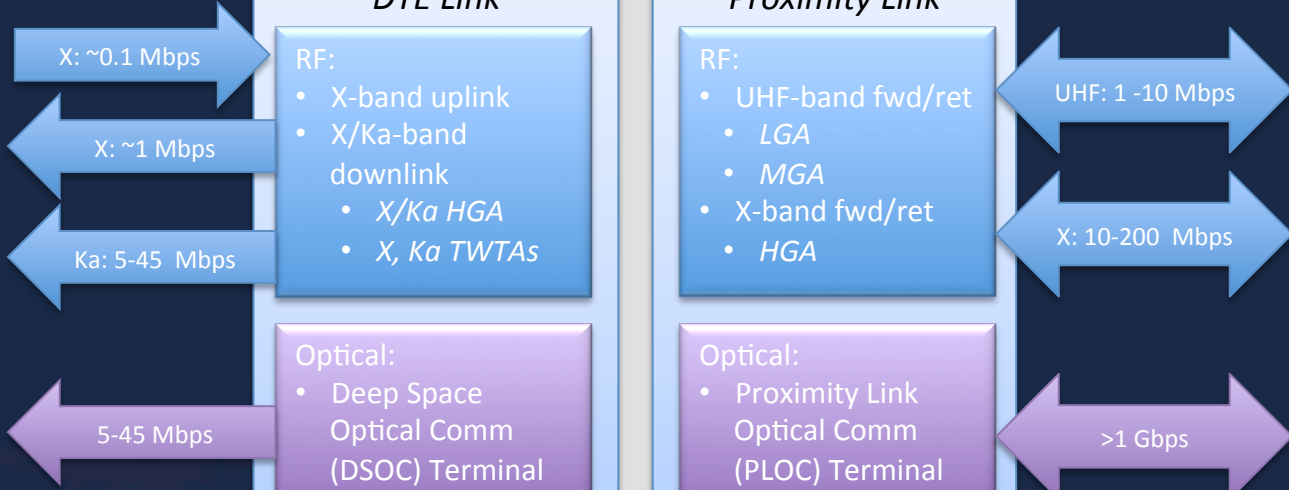 DTE Link
Proximity Link
X: ~0.1 Mbps
X: ~1 Mbps
Ka: 5-45 Mbps
RF:
• X-band uplink
• X/Ka-band
downlink
• X/Ka HGA
• X, Ka TWTAs
RF:
• UHF-band fwd/ret
• LGA
• MGA
• X-band fwd/ret
• HGA
UHF: 1 -10 Mbps
X: 10-200 Mbps
5-45 Mbps
Optical:
• Deep Space
Optical Comm
(DSOC) Terminal
Optical:
• Proximity Link
Optical Comm
(PLOC) Terminal
>1 Gbps